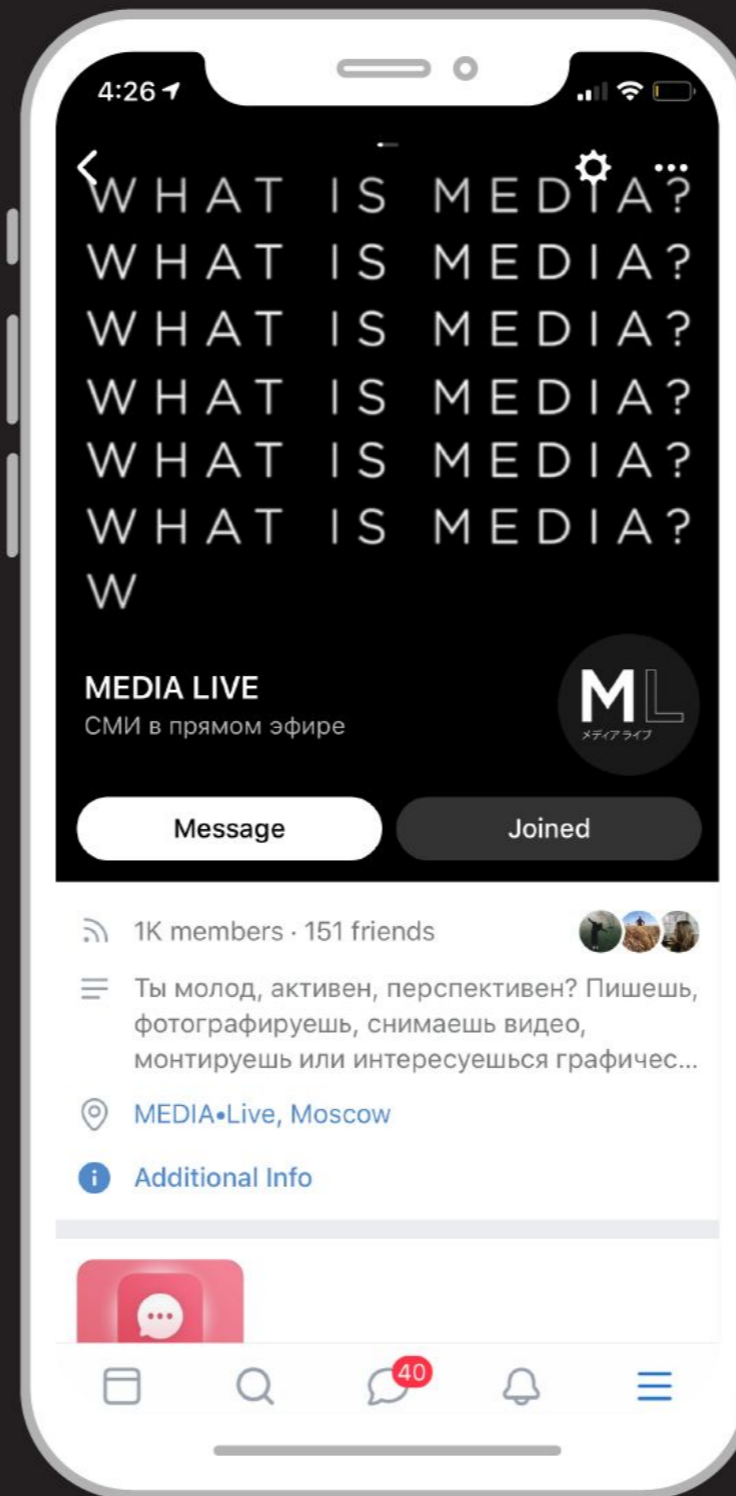 4:26
WHAT IS MEDIA?
WHAT IS MEDIA?
WHAT IS MEDIA?
WHAT IS MEDIA?
WHAT IS MEDIA?
WHAT IS MEDIA?
W
MEDIA LIVE
СМИ в прямом эфире
ML
メディアライブ
Message
Joined
1K members · 151 friends
Ты молод, активен, перспективен? Пишешь,
фотографируешь, снимаешь видео,
монтируешь или интересуешься графичес...
MEDIA•Live, Moscow
Additional Info
40